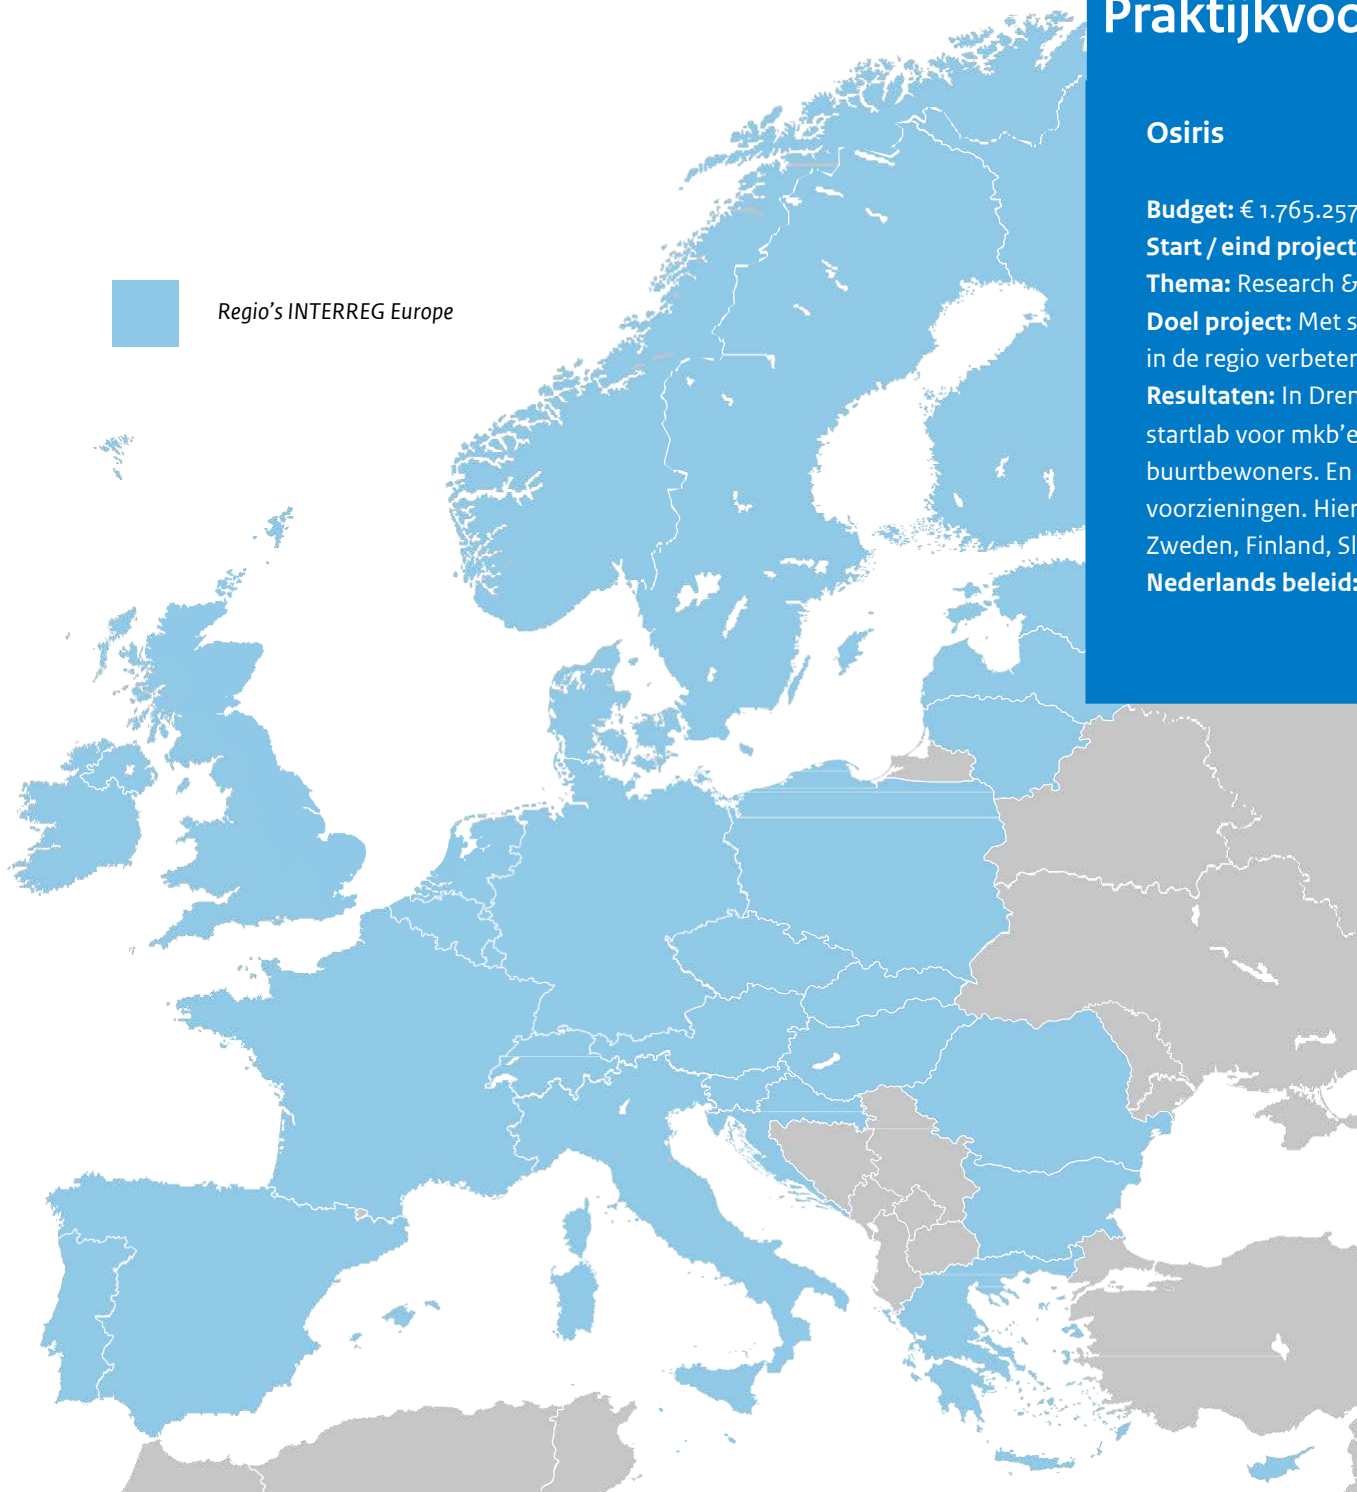 Praktijkvoo
Osiris
Regio's INTERREG Europe
Budget: € 1.765.257
Start / eind project
Thema: Research &
Doel project: Met s
in de regio verbeter
Resultaten: In Dren
startlab voor mkb'e
buurtbewoners. En
voorzieningen. Hier
Zweden, Finland, Sl
Nederlands beleid: